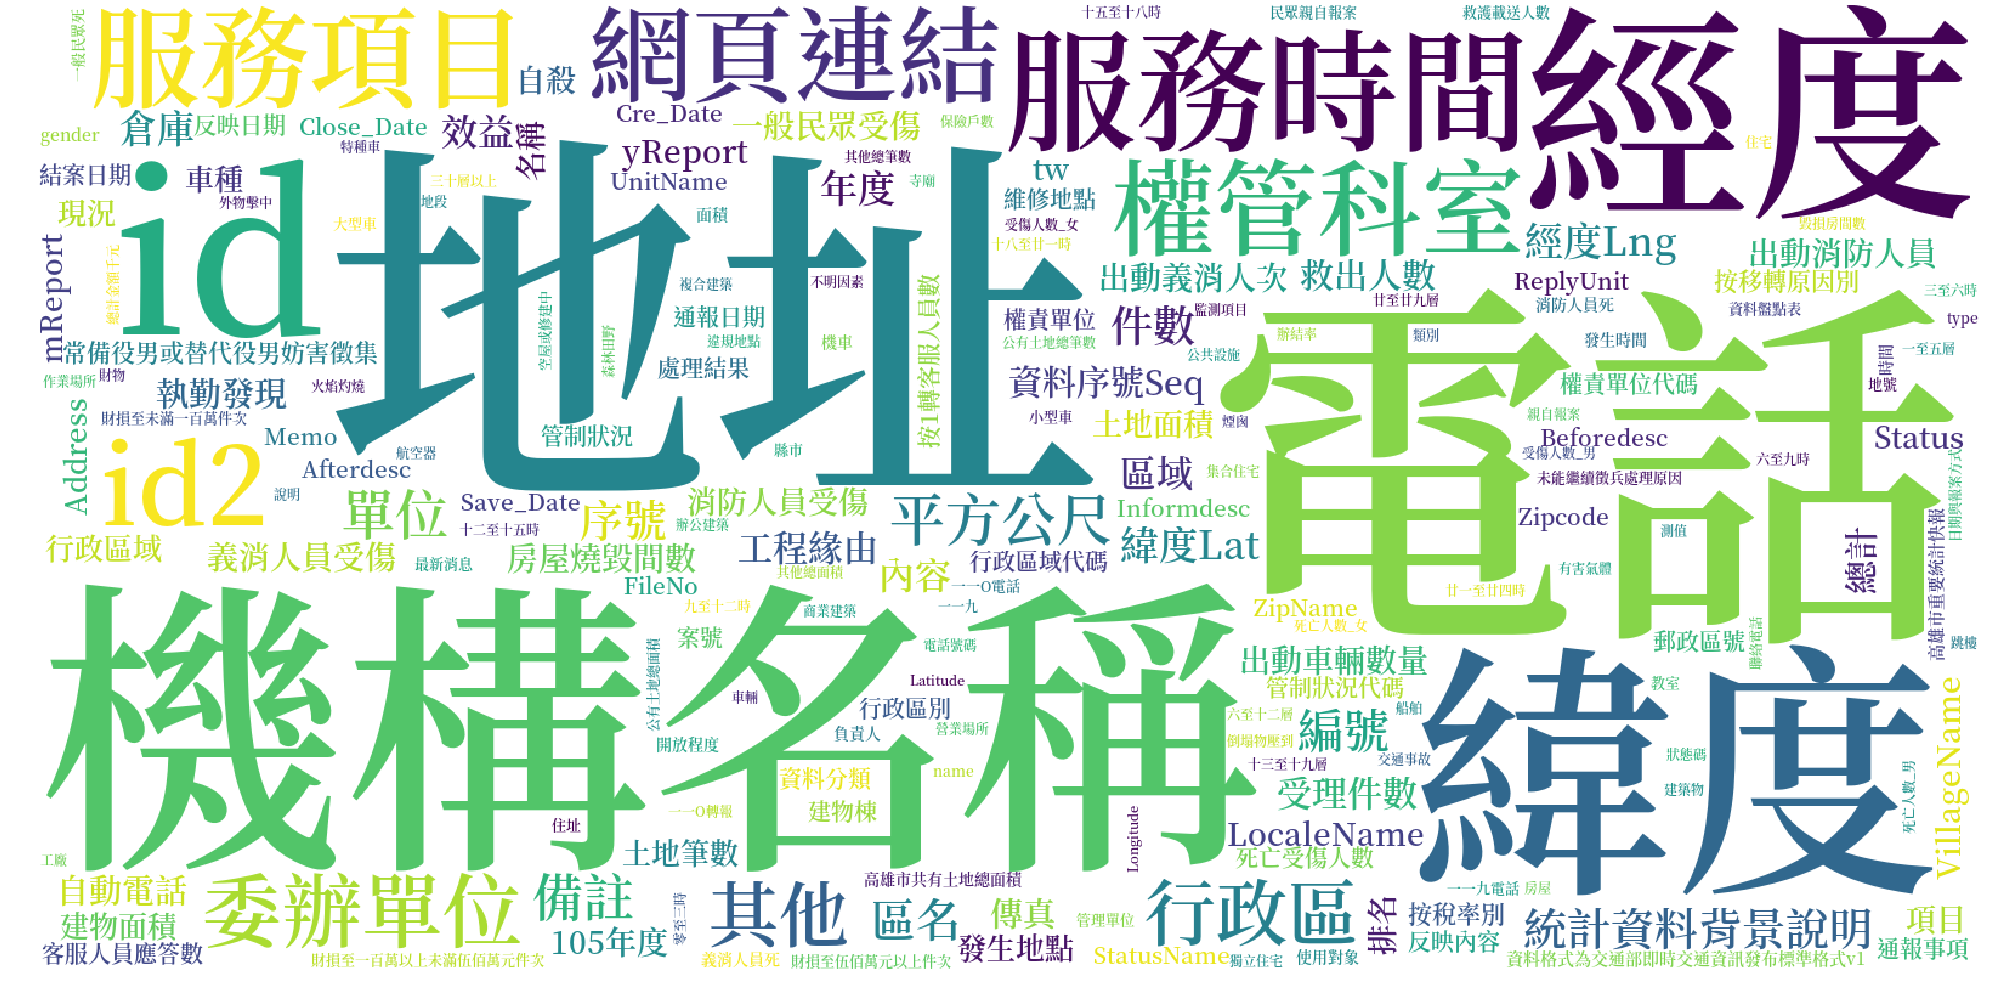 十五至十八時
民眾親自報案
救護載送人數
一般民眾死
服務項目
自殺
網頁連結
服務時間
經度
gender
倉庫
反映日期
Close_Date
效益
名稱
Cre_Date
一般民眾受傷
保險戶數
住宅
結案日期
車種
特種車
yReport
其他總筆數
tw
權管科室
id
地址
三十層以上
UnitName
年度
寺廟
維修地點
外物擊中
地段
面積
受傷人數_女
毀損房間數
現況
大型車
十八至廿一時
經度Lng
出動消防人員
mReport
總計金額千元
複合建築
不明因素
出動義消人次
救出人數
ReplyUnit
按移轉原因別
廿至廿九層
監測項目
消防人員死
資料盤點表
三至六時
type
空屋或修建中
森林田野
通報日期
按1轉客服人員數
權責單位
件數
電話
違規地點
機車
公有土地總筆數
辦結率
類別
發生時間
一至五層
常備役男或替代役男妨害徵集
處理結果
公共設施
時間
作業場所
財物
火焰灼燒
執勤發現
資料序號Seq
權責單位代碼
地號
Address
財損至未滿一百萬件次
小型車
土地面積
煙囪
親自報案
Memo
管制狀況
Beforedesc
Status
id2
航空器
縣市
Afterdesc
說明
區域
集合住宅
受傷人數_男
六至九時
未能繼續徵兵處理原因
日期與報案方式
單位
Save_Date
序號
消防人員受傷
平方公尺
Informdesc
Zipcode
高雄市重要統計快報
十二至十五時
辦公建築
測值
總計
行政區域
義消人員受傷
最新消息
房屋燒毀間數
工程緣由
行政區域代碼
緯度Lat
其他總面積
內容
有害氣體
FileNo
一一O電話
廿一至廿四時
機構名稱
九至十二時
商業建築
一一九
ZipName
死亡人數_女
案號
電話號碼
郵政區號
聯絡電話
跳樓
公有土地總面積
出動車輛數量
緯度
車輛
Latitude
管制狀況代碼
教室
VillageName
行政區別
六至十二層
船舶
負責人
營業場所
倒塌物壓到
編號
狀態碼
開放程度
十三至十九層
交通事故
死亡人數_男
資料分類
name
受理件數
建築物
建物棟
一一O轉報
住址
Longitude
LocaleName
工廠
土地筆數
死亡受傷人數
自動電話
委辦單位
備註
其他
高雄市共有土地總面積
區名
傳真
行政區
一一九電話
房屋
建物面積
零至三時
管理單位
排名
按稅率別
統計資料背景說明
項目
105年度
發生地點
反映內容
客服人員應答數
StatusName
通報事項
財損至一百萬以上未滿伍佰萬元件次
義消人員死
財損至伍佰萬元以上件次
獨立住宅
使用對象
資料格式為交通部即時交通資訊發布標準格式v1